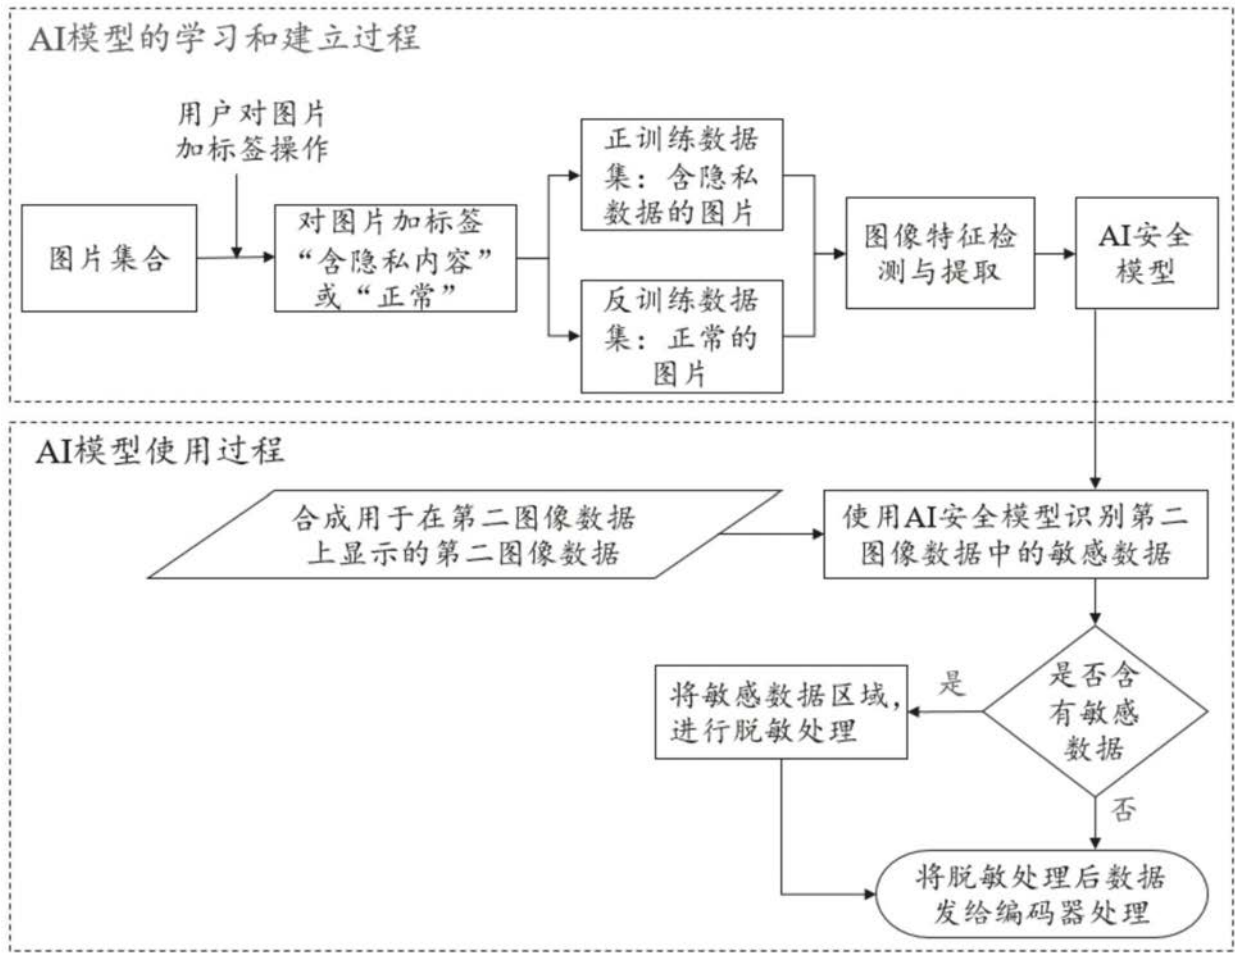 AI模型的学习和建立过程
用户对图片
加标签操作
图片集合
对图片加标签
“含隐私内容”
或“正常”
正训练数据
集：含隐私
数据的图片
反训练数据
集：正常的
图片
图像特征检
测与提取
AI安全
模型
AI模型使用过程
合成用于在第二图像数据
上显示的第二图像数据
使用AI安全模型识别第二
图像数据中的敏感数据
是否含
有敏感
数据
是
将敏感数据区域，
进行脱敏处理
否
将脱敏处理后数据
发给编码器处理